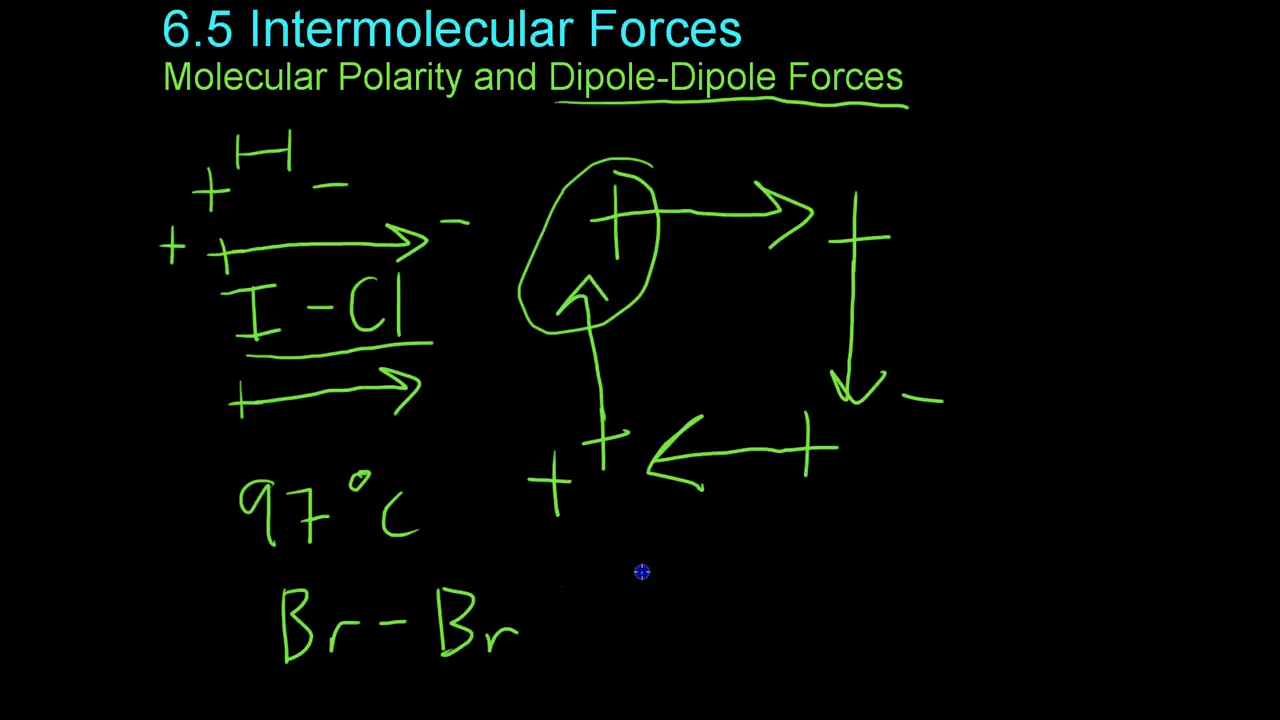 6.5 Intermolecular Forces
Molecular Polarity and Dipole-Dipole Forces
H
+ -
+ + -
I - Cl
+
97°C
Br - Br
+ +
-
+ + +